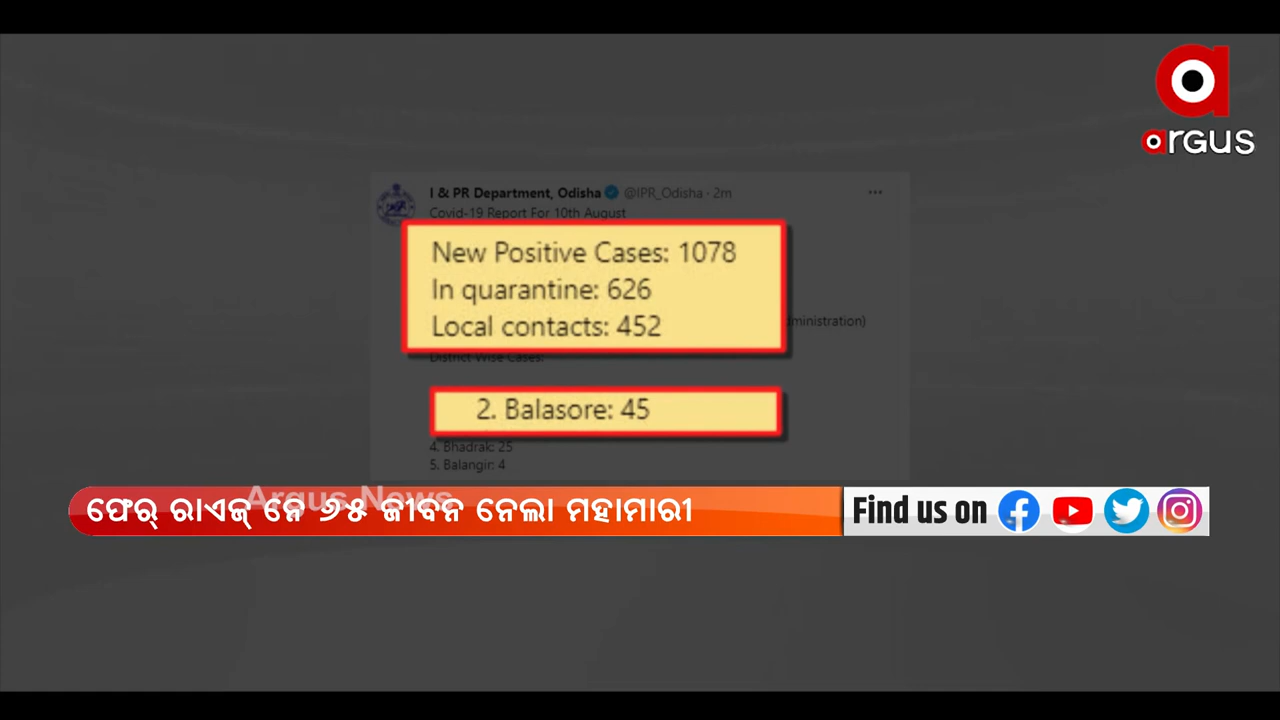 argus
I & PR Department, Odisha @IPR_Odisha · 2m
Covid-19 Report For 10th August
New Positive Cases: 1078
In quarantine: 626
Local contacts: 452
ministration)
District Wise Cases:
2. Balasore: 45
4. Bhadrak: 25
5. Balangir: 4
Argus News
ଫେର୍ ରାଏଜ୍ ନେ ୬୫ ଜୀବନ ନେଲା ମହାମାରୀ
Find us on